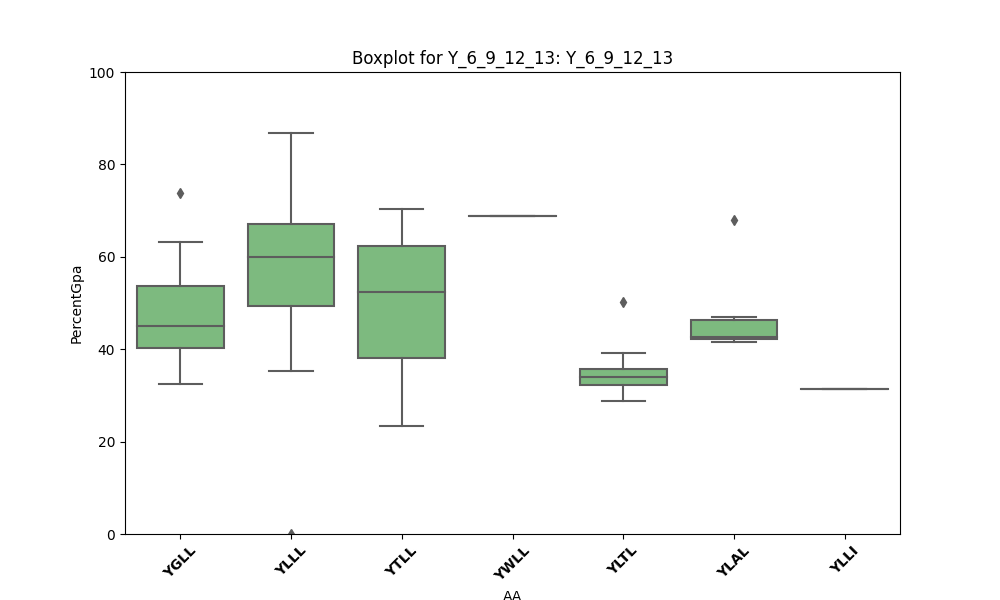 Boxplot for Y_6_9_12_13: Y_6_9_12_13
100
80
60
40
20
0
PercentGpa
YGLL
YLLL
YTLL
YWLL
YLTL
YLAL
YLLI
AA